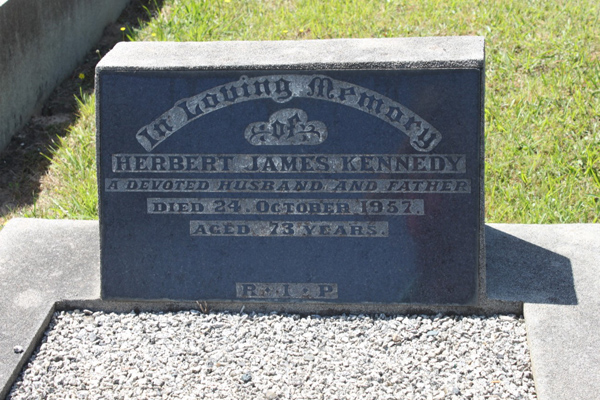 In Loving Memory
of
HERBERT JAMES KENNEDY
A DEVOTED HUSBAND AND FATHER
DIED 24. OCTOBER 1957.
AGED 73 YEARS.
R·I·P